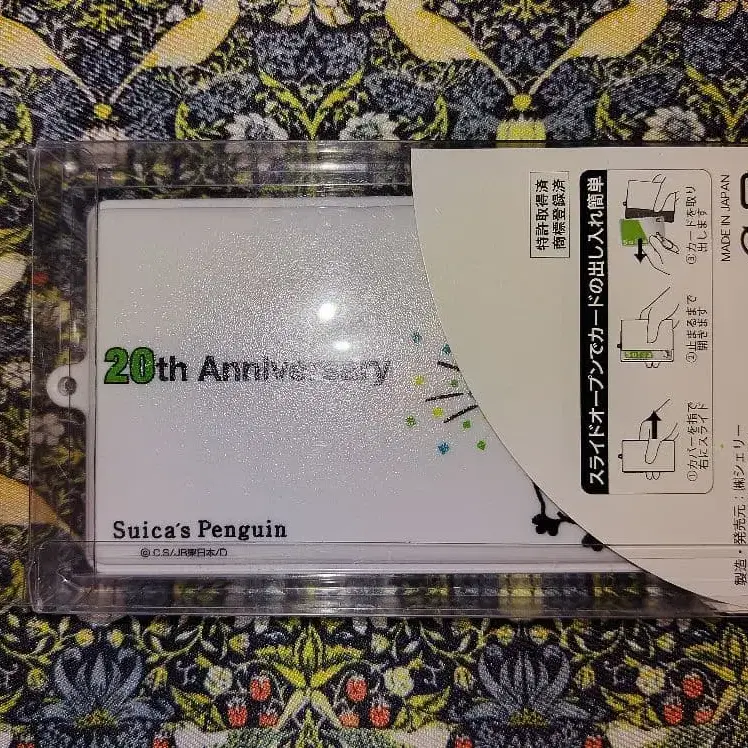 20th Anniversary
Suica's Penguin
© C.S/JR東日本/D
特許取得済
商標登録済
スライドオープンでカードの出し入れ簡単
①カバーを指で
右にスライド
②止まるまで
開きます
③カードを取り
出します
MADE IN JAPAN
製造・発売元：㈱シェリー